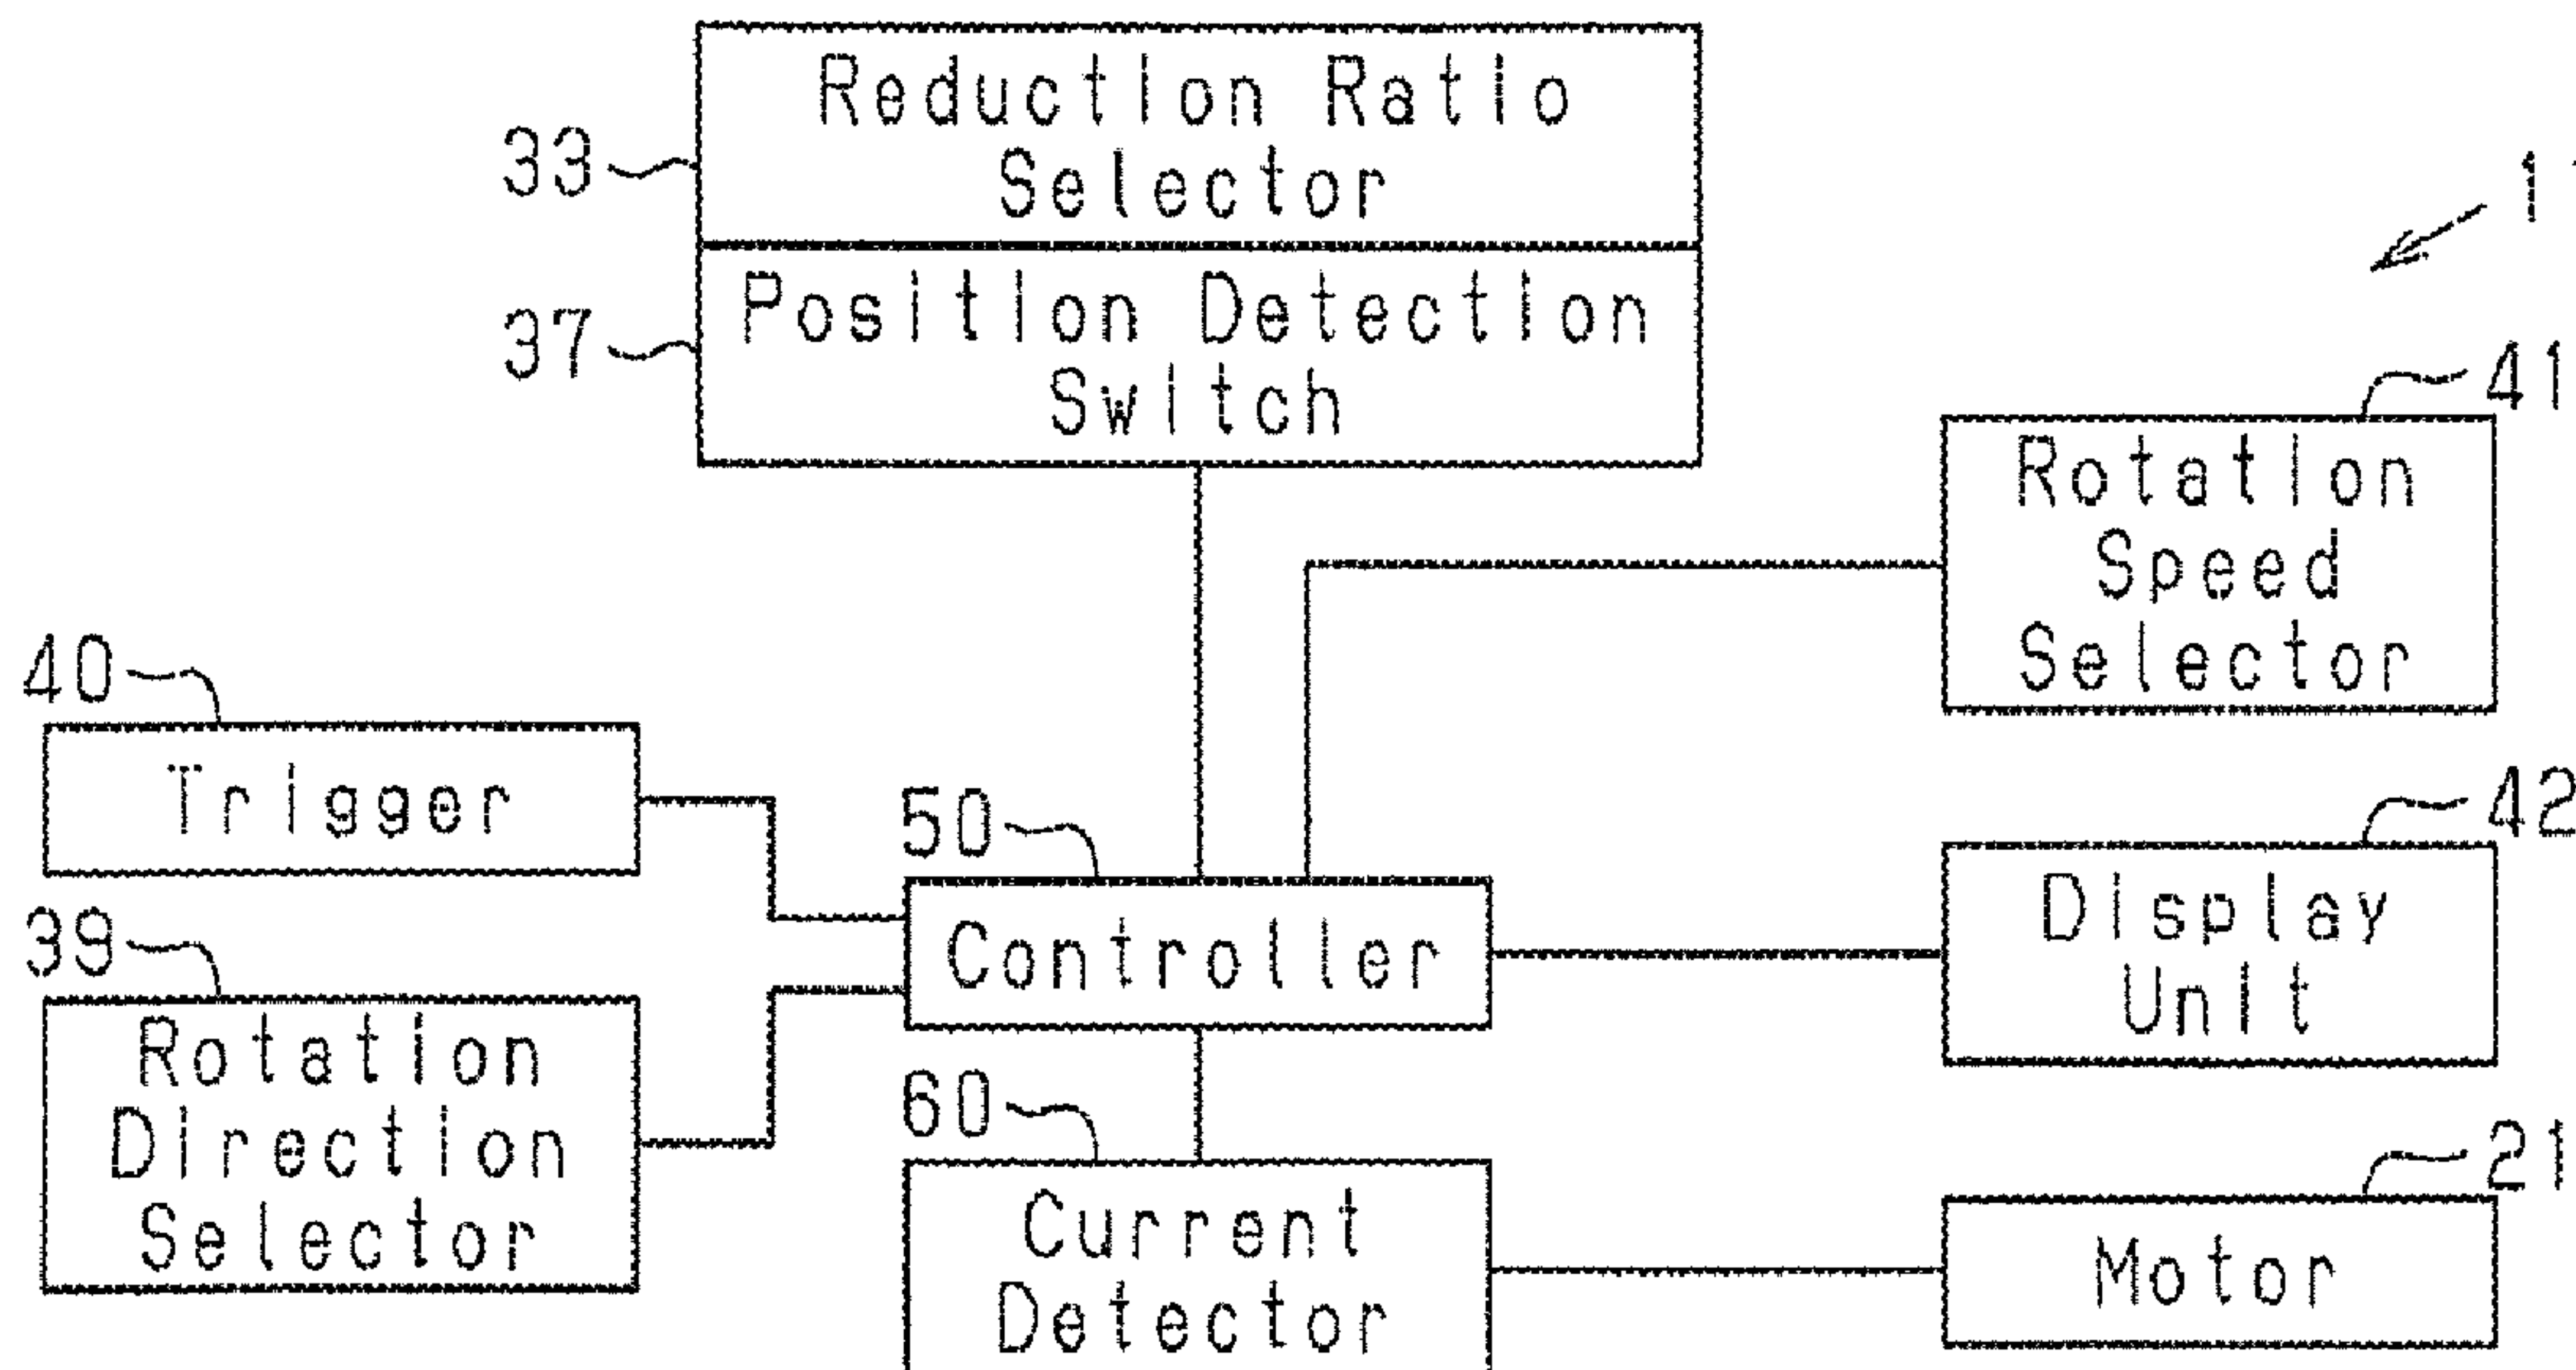 Reduction Ratio
Selector
33
Position Detection
Switch
37
11
41
Rotation
Speed
Selector
40
Trigger
50
Controller
42
Display
Unit
39
Rotation
Direction
Selector
60
Current
Detector
21
Motor